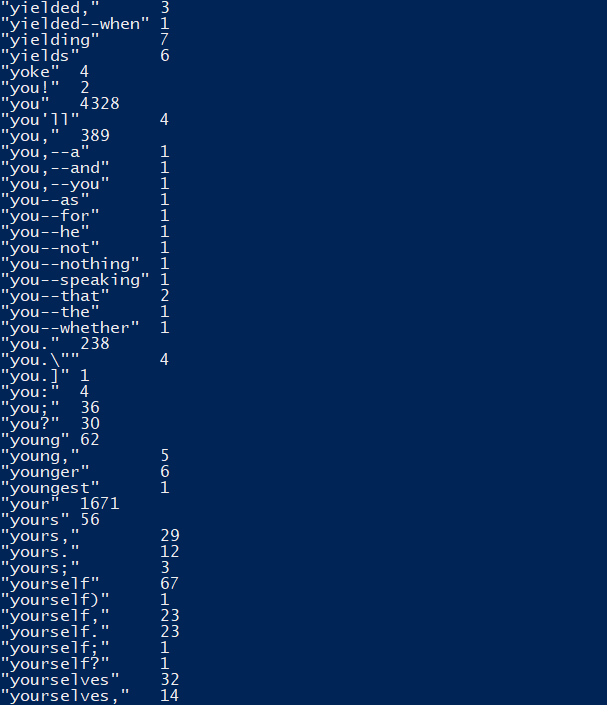 "yielded,"	3
"yielded--when"	1
"yielding"	7
"yields"	6
"yoke"	4
"you!"	2
"you"	4328
"you'll"	4
"you,"	389
"you,--a"	1
"you,--and"	1
"you,--you"	1
"you--as"	1
"you--for"	1
"you--he"	1
"you--not"	1
"you--nothing"	1
"you--speaking"	1
"you--that"	2
"you--the"	1
"you--whether"	1
"you."	238
"you.\""	4
"you.]"	1
"you:"	4
"you;"	36
"you?"	30
"young"	62
"young,"	5
"younger"	6
"youngest"	1
"your"	1671
"yours"	56
"yours,"	29
"yours."	12
"yours;"	3
"yourself"	67
"yourself)"	1
"yourself,"	23
"yourself."	23
"yourself;"	1
"yourself?"	1
"yourselves"	32
"yourselves,"	14